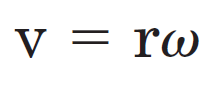 v = rω